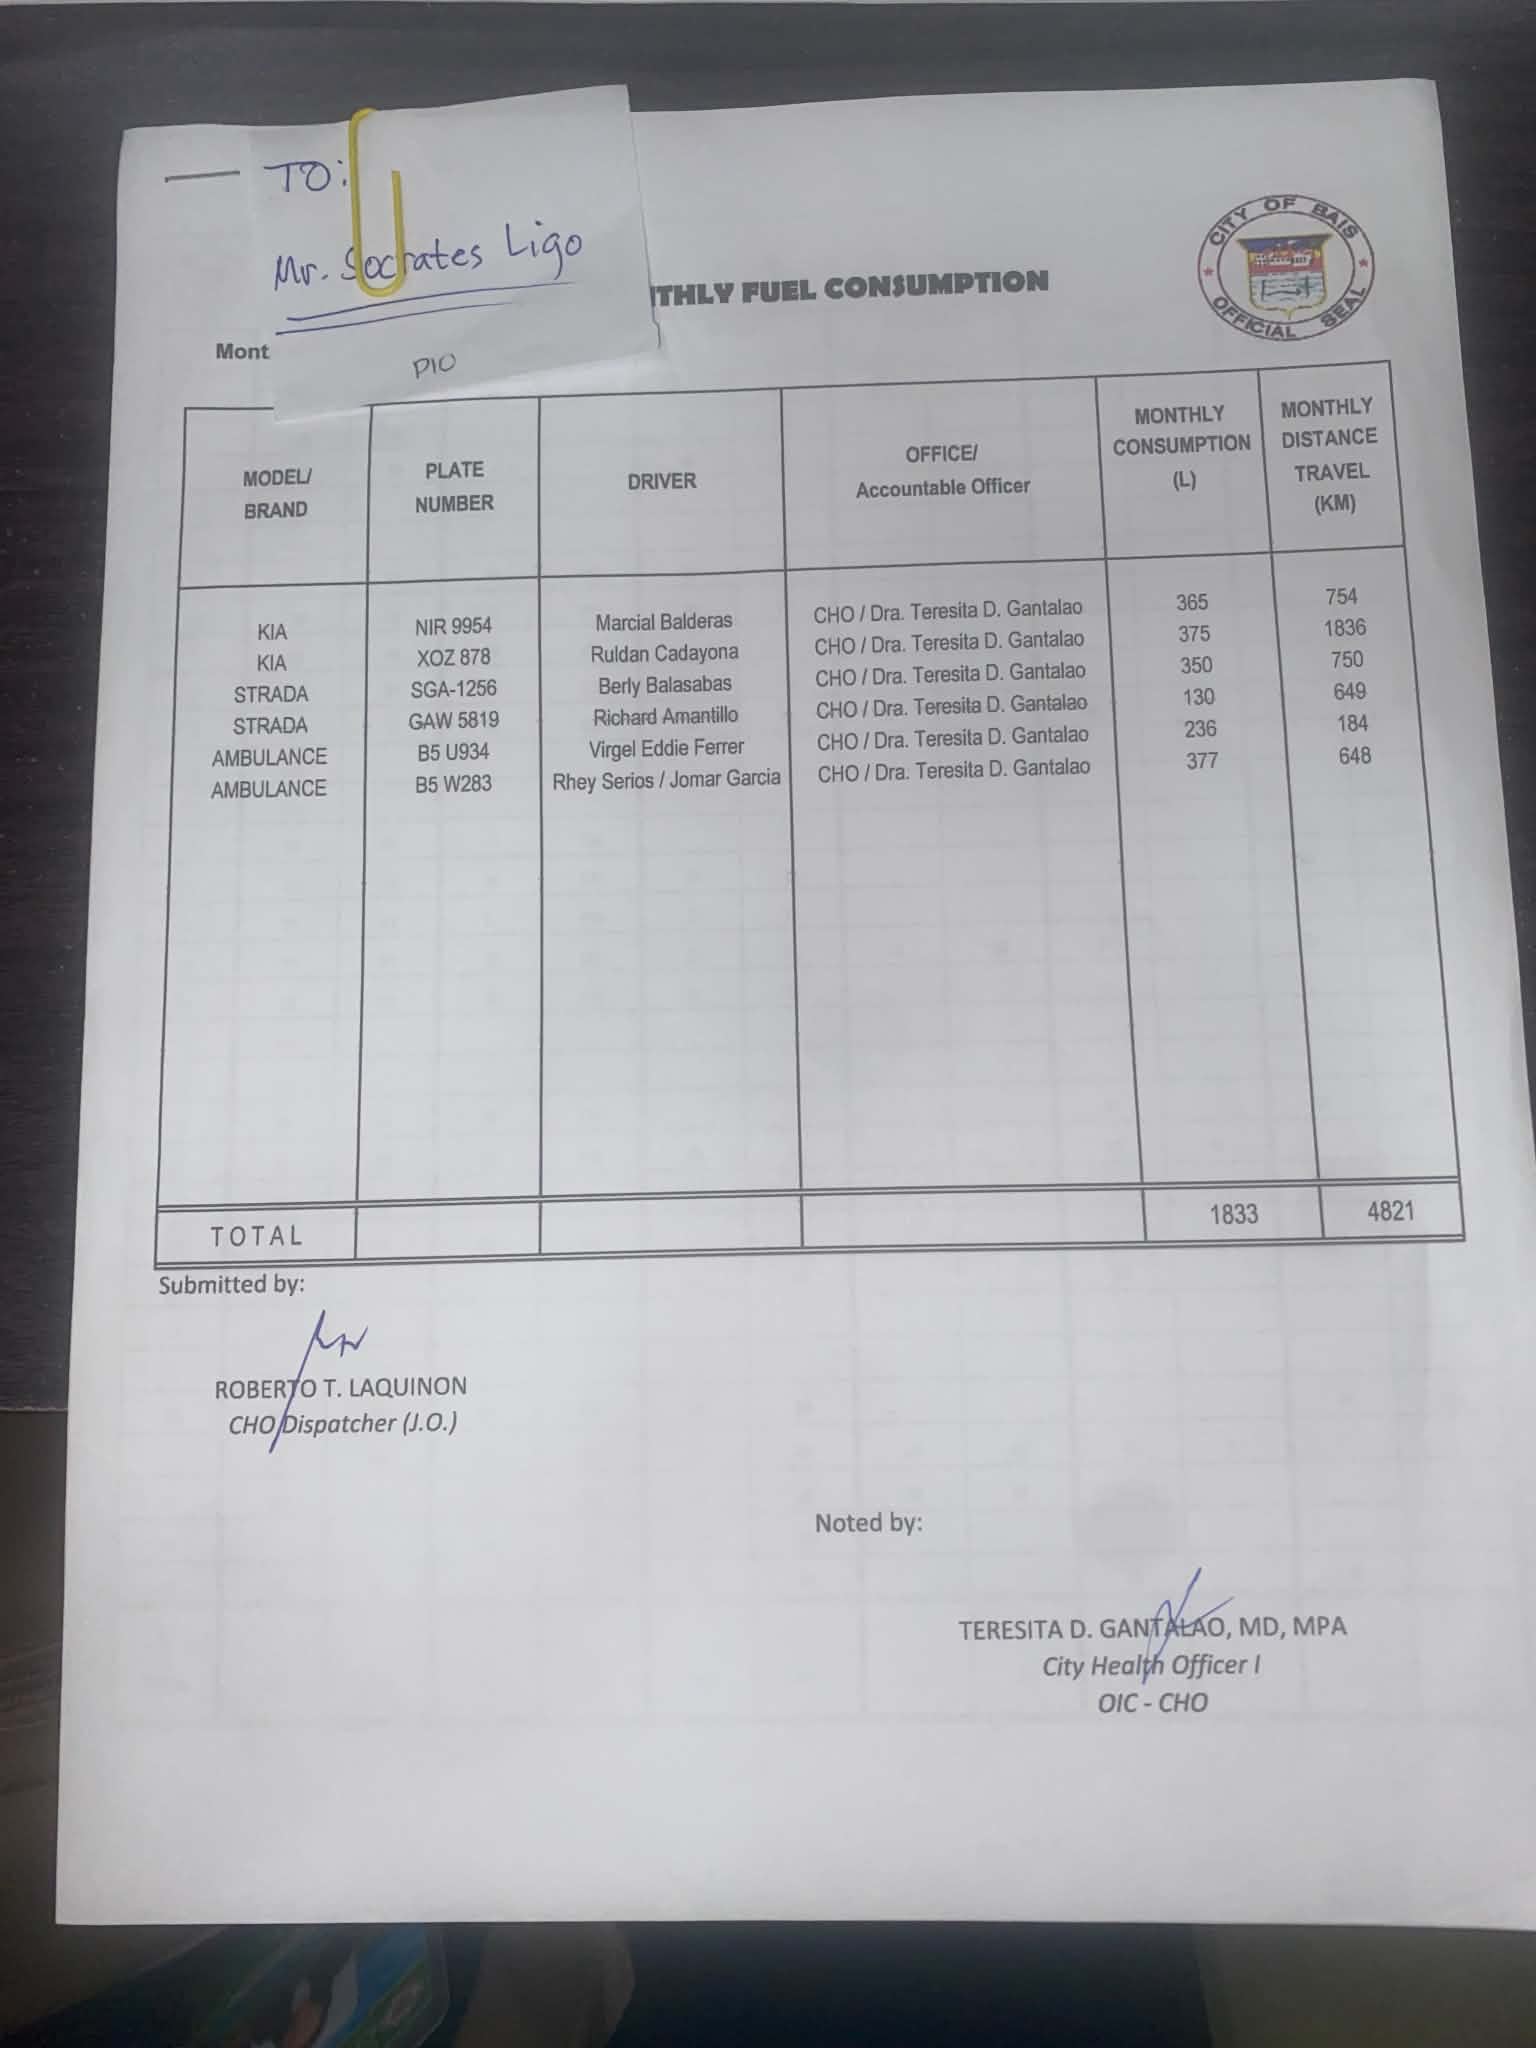 TO:
Mr. Socrates Ligo
PIO
THLY FUEL CONSUMPTION
CITY OF BAIS
OFFICIAL SEAL
Mont
MODEL/ BRAND PLATE NUMBER DRIVER OFFICE/ Accountable Officer MONTHLY CONSUMPTION (L) MONTHLY DISTANCE TRAVEL (KM)
KIA NIR 9954 Marcial Balderas CHO / Dra. Teresita D. Gantalao 365 754
KIA XOZ 878 Ruldan Cadayona CHO / Dra. Teresita D. Gantalao 375 1836
STRADA SGA-1256 Berly Balasabas CHO / Dra. Teresita D. Gantalao 350 750
STRADA GAW 5819 Richard Amantillo CHO / Dra. Teresita D. Gantalao 130 649
AMBULANCE B5 U934 Virgel Eddie Ferrer CHO / Dra. Teresita D. Gantalao 236 184
AMBULANCE B5 W283 Rhey Serios / Jomar Garcia CHO / Dra. Teresita D. Gantalao 377 648
TOTAL 1833 4821
Submitted by:
ROBERTO T. LAQUINON
CHO Dispatcher (J.O.)
Noted by:
TERESITA D. GANTALAO, MD, MPA
City Health Officer I
OIC - CHO